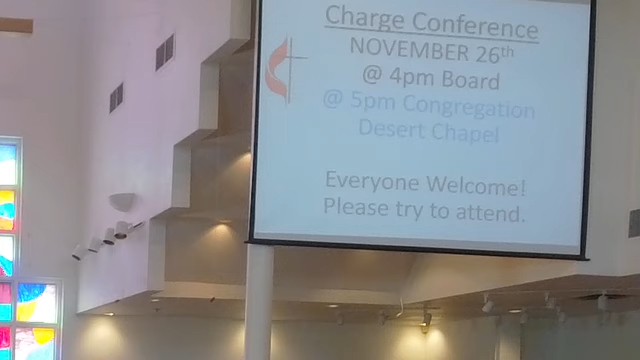 Charge Conference
NOVEMBER 26th
@ 4pm Board
@ 5pm Congregation
Desert Chapel
Everyone Welcome!
Please try to attend.